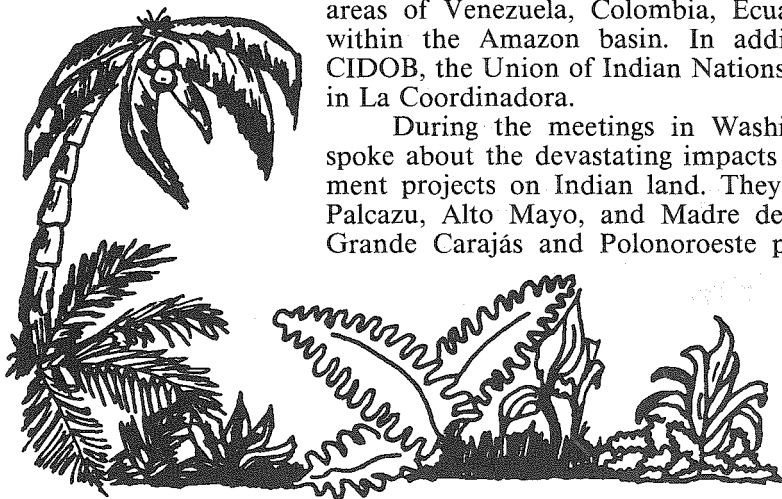 areas of Venezuela, Colombia, Ecua
within the Amazon basin. In addi
CIDOB, the Union of Indian Nations
in La Coordinadora.
During the meetings in Washi
spoke about the devastating impacts
ment projects on Indian land. They
Palcazu, Alto Mayo, and Madre de
Grande Carajás and Polonoroeste p